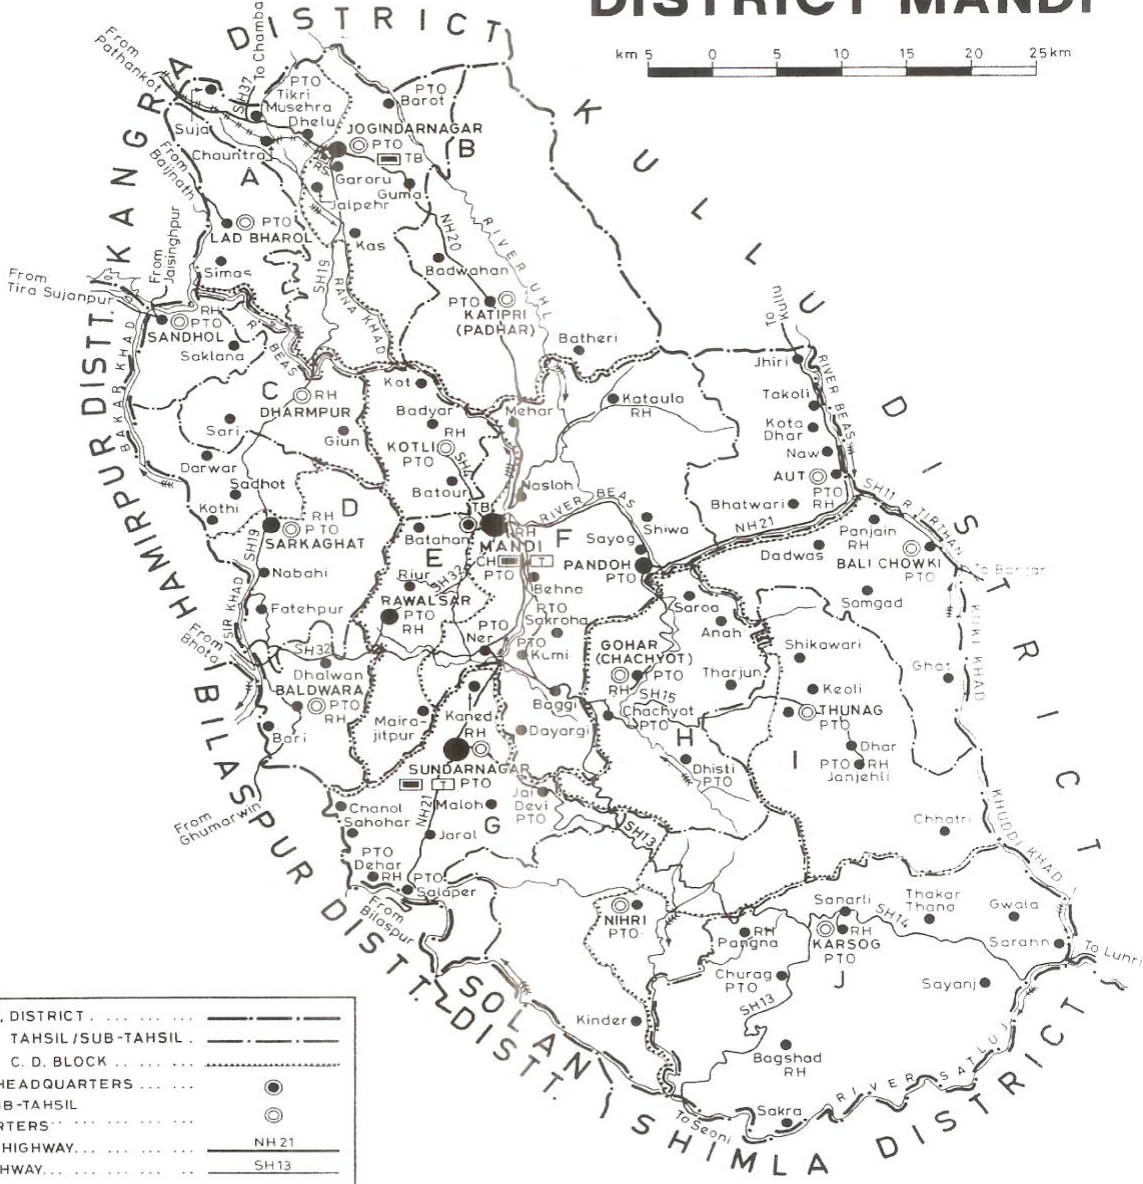 DISTRICT MANDI
km 5 0 5 10 15 20 25 km
KANGRA DISTRICT
KULLU DISTRICT
From Pathankot
To Chamba
SH37
PTO
Tikri
Musehra
Dhelu
PTO
Barot
Suja
Chauntra
JOGINDARNAGAR
PTO
TB
RS
B
A
From Baijnath
Garoru
Guma
Jalpehr
PTO
LAD BHAROL
Kas
NH20
RIVER UHL
Simas
SH19
RANA KHAD
Badwahan
From Jaisinghpur
From Tira Sujanpur
PTO
KATIPRI
(PADHAR)
To Kullu
RH
PTO
SANDHOL
R. BEAS
Saklana
Batheri
Jhiri
RIVER BEAS
BAKAR KHAD
C
RH
DHARMPUR
Kot
Badyar
Mehar
Kataula
RH
Takoli
Kota
Dhar
Sari
Giun
RH
KOTLI
PTO
SH4
Naw
Darwar
AUT
PTO
RH
SH11 R. TIRTHAN
Sadhot
Batour
Nasloh
Kothi
D
RH
PTO
SARKAGHAT
TB
RIVER BEAS
Shiwa
Bhatwari
NH21
Panjain
RH
HAMIRPUR DISTT.
SH19
Batahan
E
MANDI
RH
CH
T
PTO
F
Sayog
PANDOH
PTO
Dadwas
BALI CHOWKI
PTO
To Banjar
Nabahi
Riur
SH32
Behna
Samgad
SIR KHAD
Fatehpur
RAWALSAR
PTO
RH
PTO
Sakroha
Saroa
Anah
From Bhota
SH32
PTO
Ner
PTO
Kumi
GOHAR
(CHACHYOT)
PTO
RH
SH15
Shikawari
Dhalwan
BALDWARA
PTO
RH
Tharjun
Keoli
Ghat
Baggi
Chachyot
PTO
THUNAG
PTO
Bari
Maira-
jitpur
Kaned
RH
Dayargi
H
I
Dhar
PTO RH
Janjehli
SUNDARNAGAR
PTO
T
Dhisti
PTO
BILASPUR DISTT.
From Ghumarwin
Chanol
Sahohar
NH21
Maloh
G
Jai
Devi
PTO
SH13
Chhatri
KHUDDI KHAD
Jaral
PTO
Dehar
RH
PTO
Salaper
From Bilaspur
NIHRI
PTO
RH
Pangna
Sanarli
RH
KARSOG
PTO
SH14
Thakar
Thana
Gwala
Sarahn
To Luhri
Churag
PTO
SH13
J
Sayanj
SOLAN DISTT.
Kinder
Bagshad
RH
RIVER SATLUJ
To Seoni
Sakra
SHIMLA DISTRICT
, DISTRICT
TAHSIL/SUB-TAHSIL
C. D. BLOCK
HEADQUARTERS
B-TAHSIL
RTERS
HIGHWAY NH 21
HWAY SH13